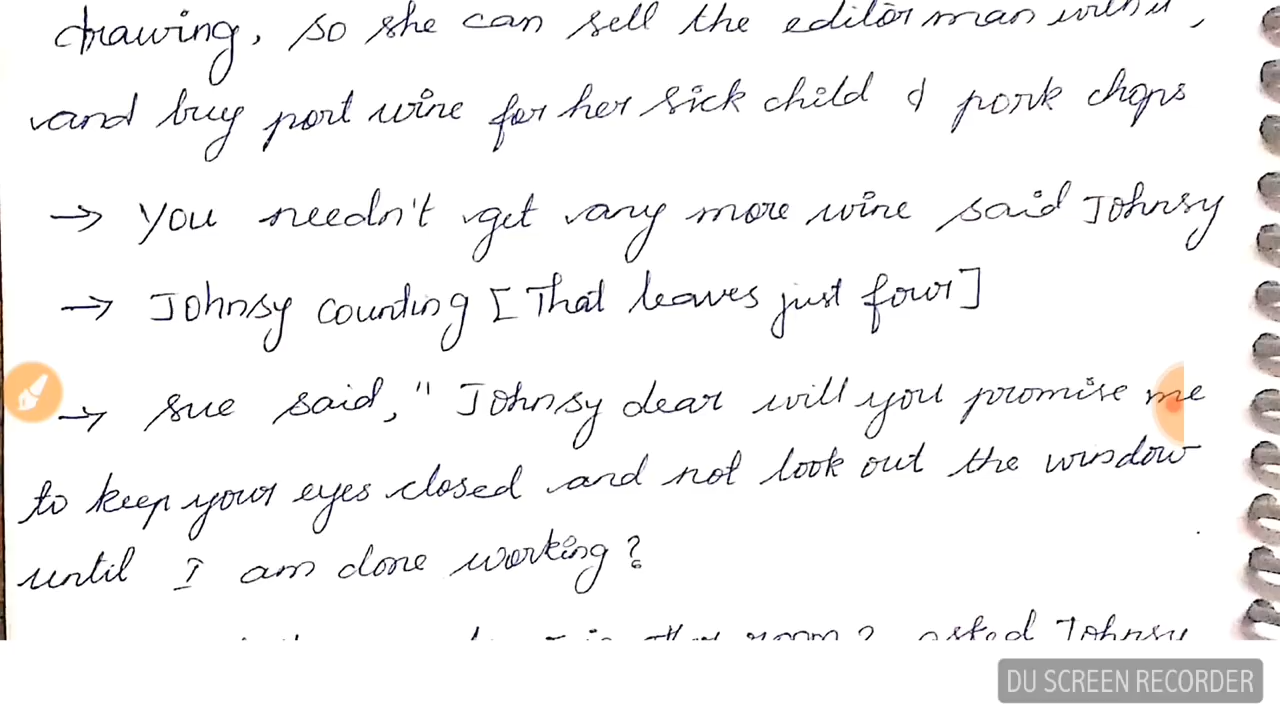 drawing, so she can sell the editor man with it,
and buy port wine for her sick child & pork chops
→ You needn't get any more wine said Johnsy
→ Johnsy counting [That leaves just four]
→ sue said, " Johnsy dear will you promise me
to keep your eyes closed and not look out the window
until I am done working?
other room? asked Johnsy
DU SCREEN RECORDER